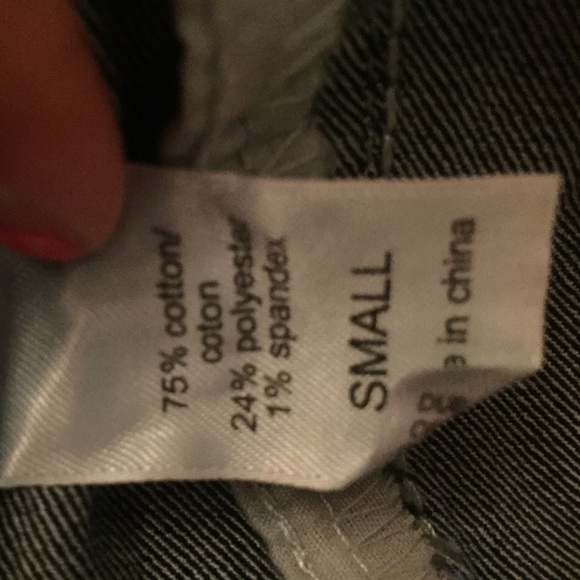 75% cotton/
coton
24% polyester
1% spandex
SMALL
in china